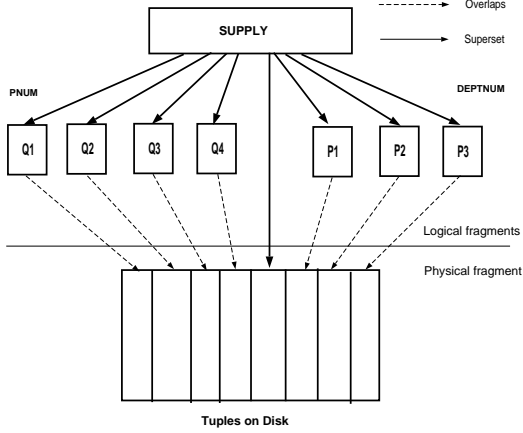 Overlaps
SUPPLY
Superset
PNUM
DEPTNUM
Q1 Q2 Q3 Q4 P1 P2 P3
Logical fragments
Physical fragment
Tuples on Disk